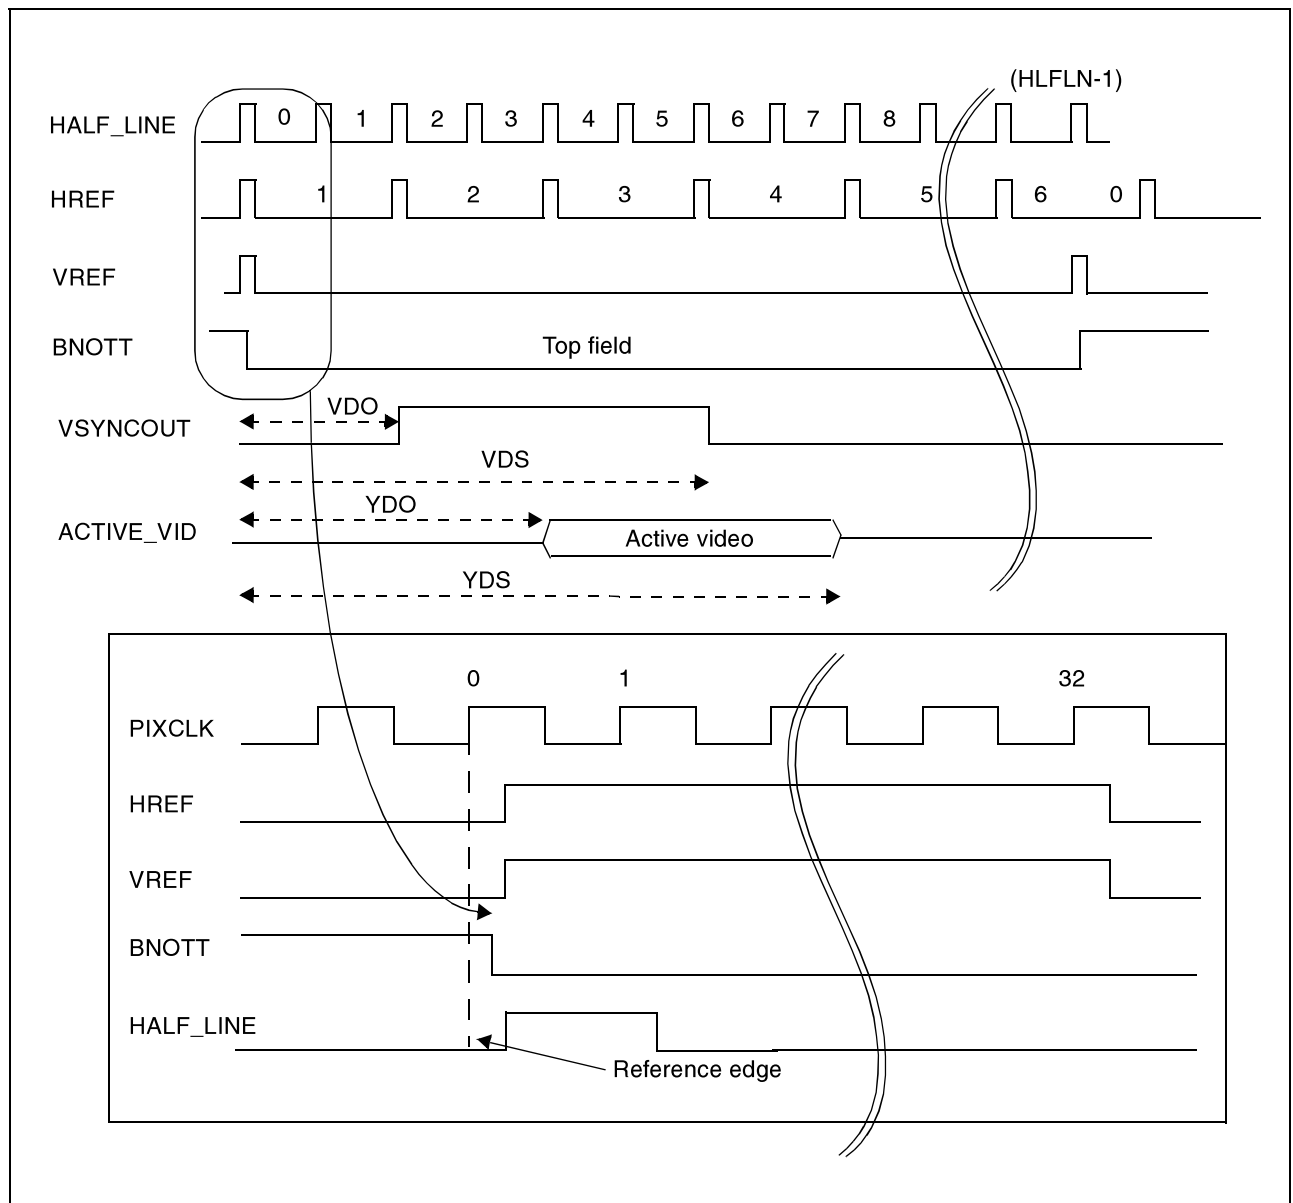 (HLFLN-1)
HALF_LINE 0 1 2 3 4 5 6 7 8
HREF 1 2 3 4 5 6 0
VREF
BNOTT Top field
VDO
VSYNCOUT
VDS
YDO
ACTIVE_VID Active video
YDS
0 1 32
PIXCLK
HREF
VREF
BNOTT
HALF_LINE
Reference edge